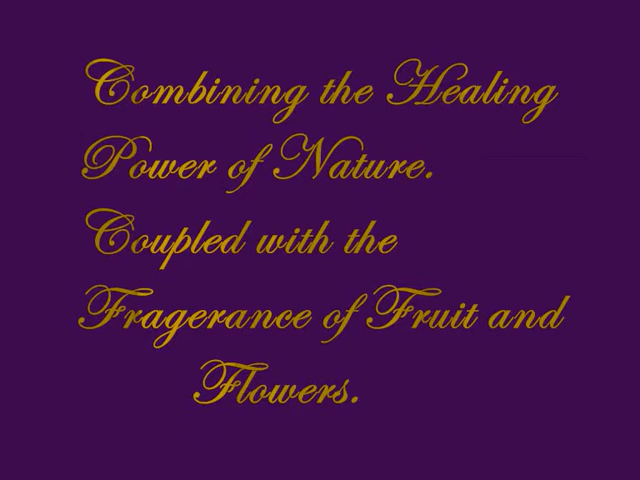 Combining the Healing
Power of Nature.
Coupled with the
Fragerance of Fruit and
Flowers.